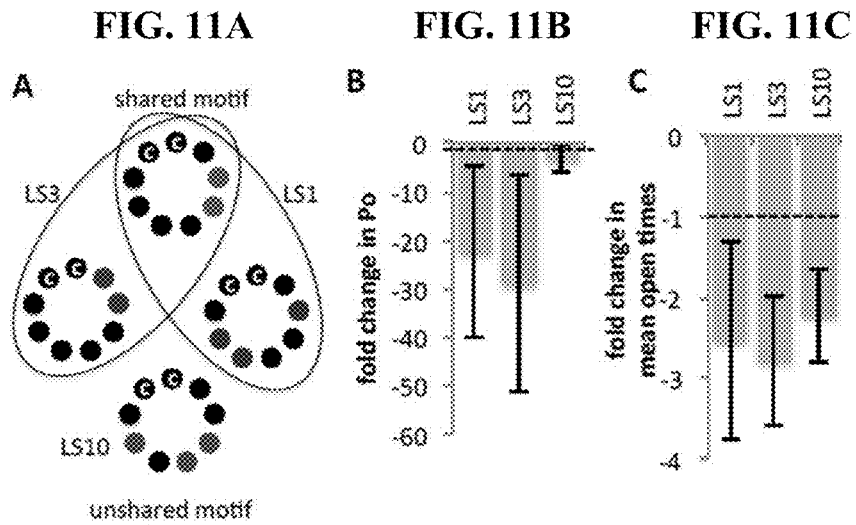 FIG. 11A
FIG. 11B
FIG. 11C
A
shared motif
C C
LS3
LS1
C C
C C
C C
LS10
unshared motif
B
LS1
LS3
LS10
fold change in Po
0
-10
-20
-30
-40
-50
-60
C
LS1
LS3
LS10
fold change in
mean open times
0
-1
-2
-3
-4